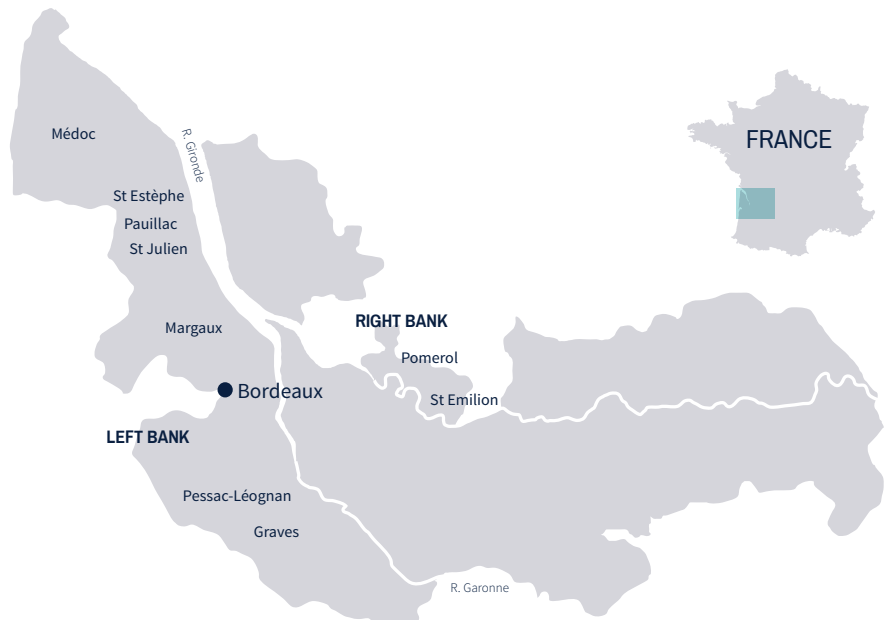 Médoc
R. Gironde
FRANCE
St Estèphe
Pauillac
St Julien
RIGHT BANK
Margaux
Pomerol
Bordeaux
St Emilion
LEFT BANK
Pessac-Léognan
Graves
R. Garonne